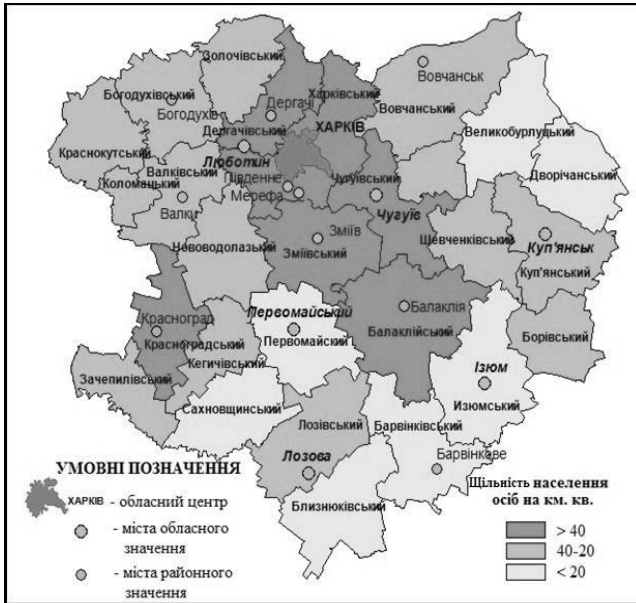 Золочівський
Вовчанськ
Богодухівський
Харківський
Дергачі
Богодухів
Вовчанський
ХАРКІВ
Великобурлуцький
Дергачівський
Краснокутський
Люботин
Валківський
Дворічанський
Південне
Чугуївський
Коломацький
Мерефа
Валки
Чугуїв
Зміїв
Шевченківський
Куп'янськ
Нововодолазький
Зміївський
Куп'янський
Красноград
Первомайский
Балаклія
Первомайський
Балаклійський
Борівський
Красноградський
Кегичівський
Ізюм
Зачепилівський
Изюмський
Сахновщинський
Барвінківський
Лозівський
Лозова
Барвінкове
Близнюківський
УМОВНІ ПОЗНАЧЕННЯ
ХАРКІВ - обласний центр
- міста обласного
значення
- міста районного
значення
Щільність населення
осіб на км. кв.
> 40
40-20
< 20